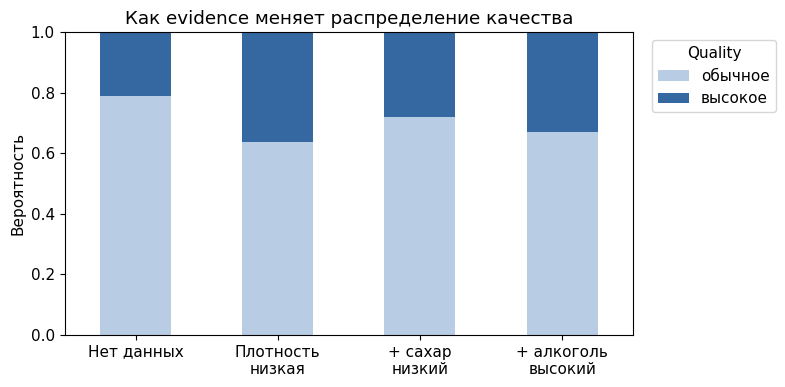 Как evidence меняет распределение качества
Вероятность
1.0
0.8
0.6
0.4
0.2
0.0
Нет данных
Плотность
низкая
+ сахар
низкий
+ алкоголь
высокий
Quality
обычное
высокое